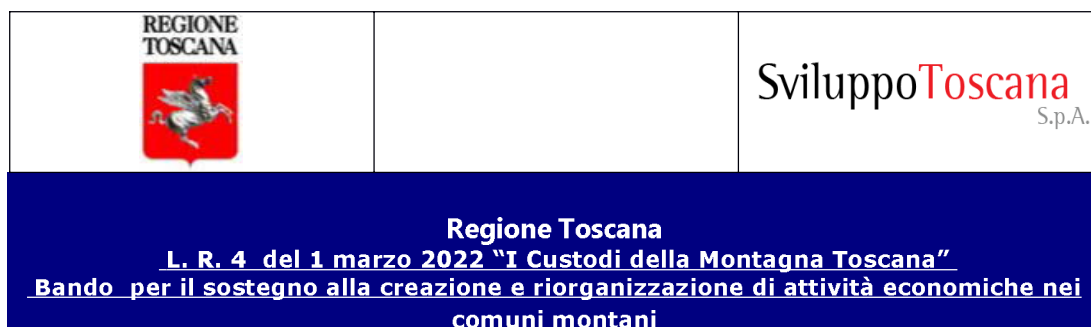 REGIONE
TOSCANA
SviluppoToscana
S.p.A.
Regione Toscana
L. R. 4 del 1 marzo 2022 “I Custodi della Montagna Toscana”
Bando per il sostegno alla creazione e riorganizzazione di attività economiche nei
comuni montani